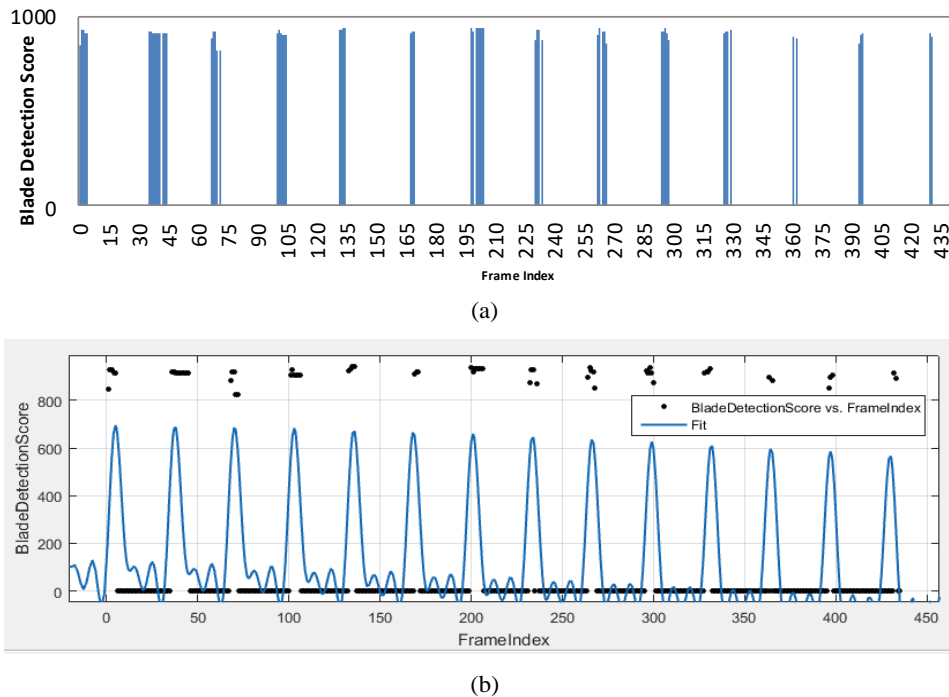 1000
Blade Detection Score
0
0 15 30 45 60 75 90 105 120 135 150 165 180 195 210 225 240 255 270 285 300 315 330 345 360 375 390 405 420 435
Frame Index
(a)
BladeDetectionScore
800
600
400
200
0
BladeDetectionScore vs. FrameIndex
Fit
0 50 100 150 200 250 300 350 400 450
FrameIndex
(b)